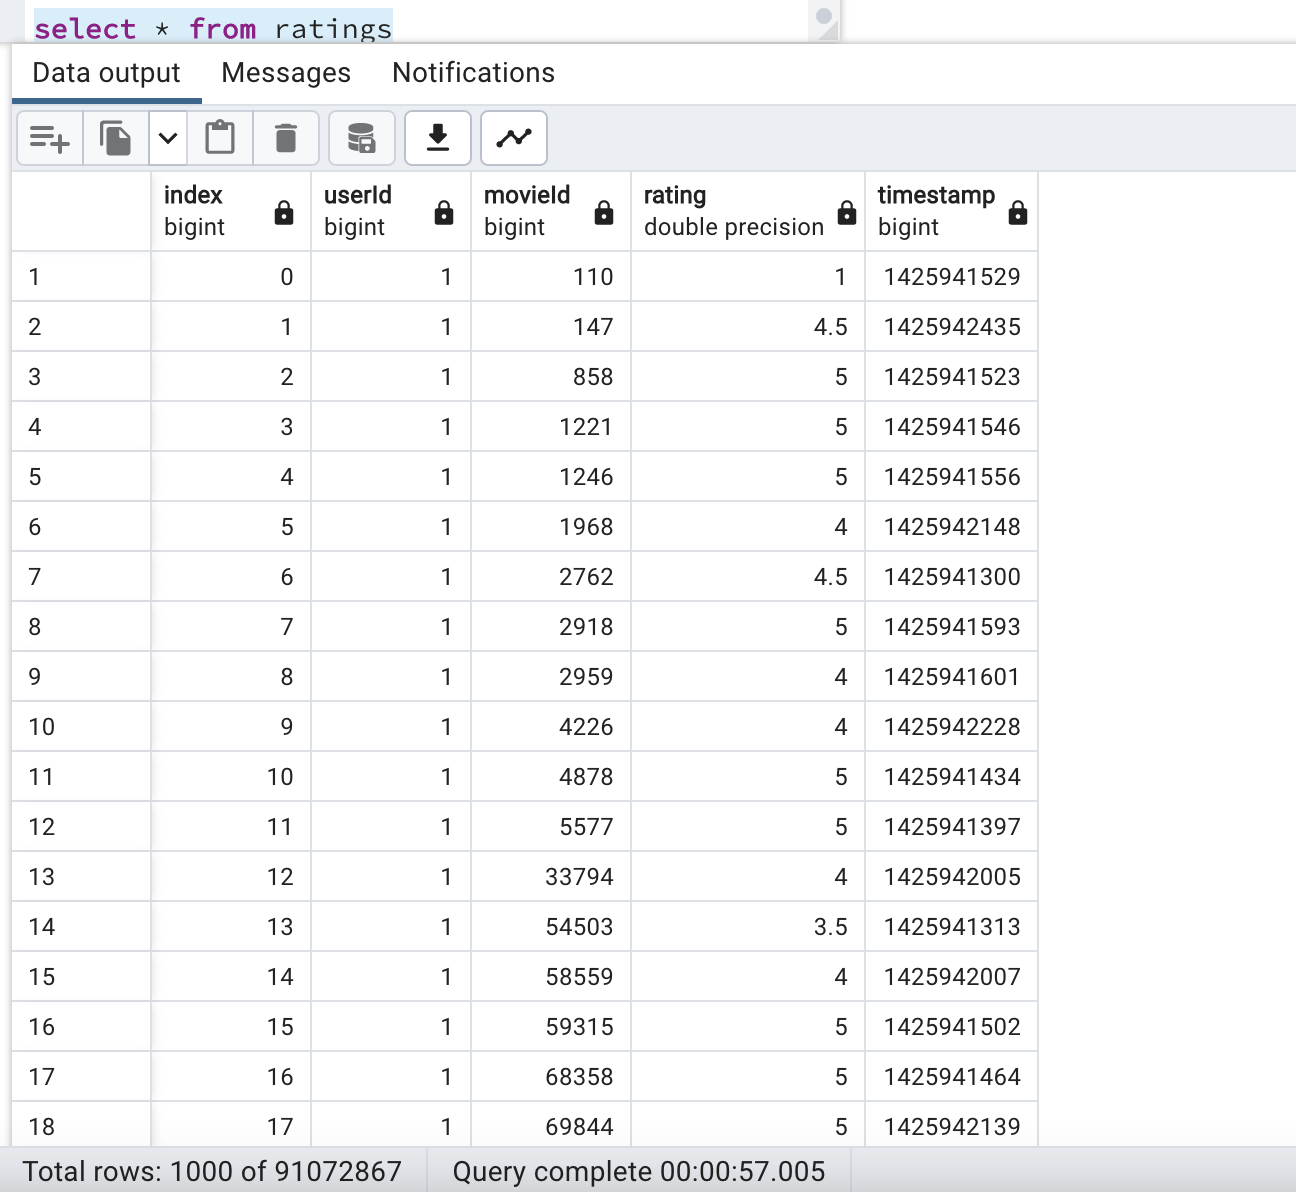 select * from ratings
Data output Messages Notifications
index userId movieId rating timestamp
bigint bigint bigint double precision bigint
1 0 1 110 1 1425941529
2 1 1 147 4.5 1425942435
3 2 1 858 5 1425941523
4 3 1 1221 5 1425941546
5 4 1 1246 5 1425941556
6 5 1 1968 4 1425942148
7 6 1 2762 4.5 1425941300
8 7 1 2918 5 1425941593
9 8 1 2959 4 1425941601
10 9 1 4226 4 1425942228
11 10 1 4878 5 1425941434
12 11 1 5577 5 1425941397
13 12 1 33794 4 1425942005
14 13 1 54503 3.5 1425941313
15 14 1 58559 4 1425942007
16 15 1 59315 5 1425941502
17 16 1 68358 5 1425941464
18 17 1 69844 5 1425942139
Total rows: 1000 of 91072867 Query complete 00:00:57.005